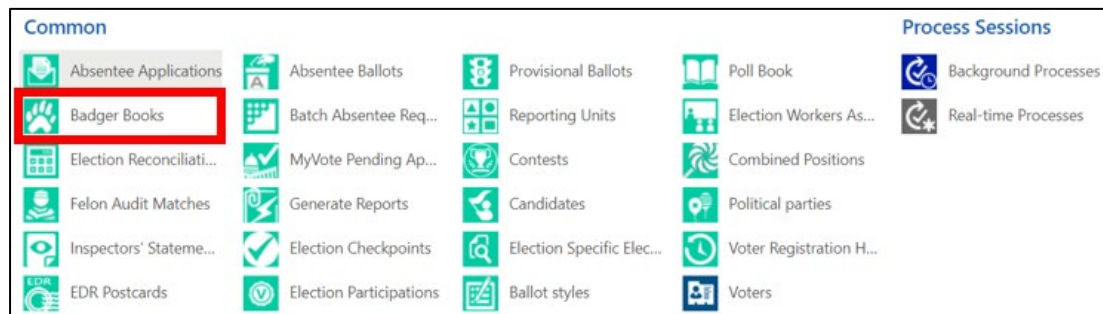 Common
Process Sessions
Absentee Applications
Absentee Ballots
Provisional Ballots
Poll Book
Background Processes
Badger Books
Batch Absentee Req...
Reporting Units
Election Workers As...
Real-time Processes
Election Reconciliati...
MyVote Pending Ap...
Contests
Combined Positions
Felon Audit Matches
Generate Reports
Candidates
Political parties
Inspectors' Stateme...
Election Checkpoints
Election Specific Elec...
Voter Registration H...
EDR
EDR Postcards
Election Participations
Ballot styles
Voters